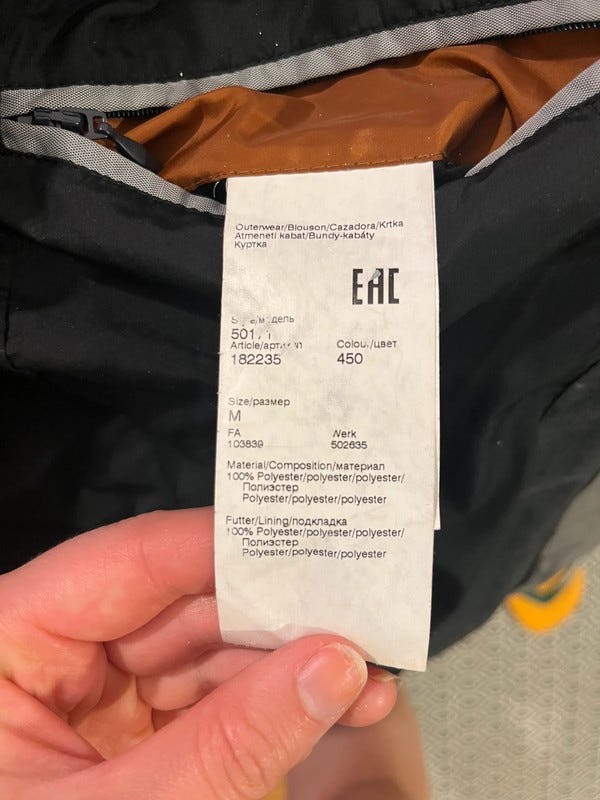 Outerwear/Blouson/Cazadora/Krtka
Atmeneti kabat/Bundy-kabáty
Куртка
EAC
501
Article/
Colour/цвет
182235
450
Size/размер
M
FA
Werk
103839
502635
Material/Composition/материал
100% Polyester/polyester/polyester/
Полиэстер
Polyester/polyester/polyester
Futter/Lining/подкладка
100% Polyester/polyester/polyester/
Полиэстер
Polyester/polyester/polyester